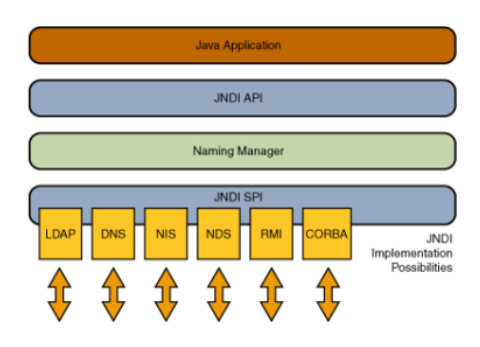 Java Application
JNDI API
Naming Manager
JNDI SPI
LDAP DNS NIS NDS RMI CORBA
JNDI
Implementation
Possibilities